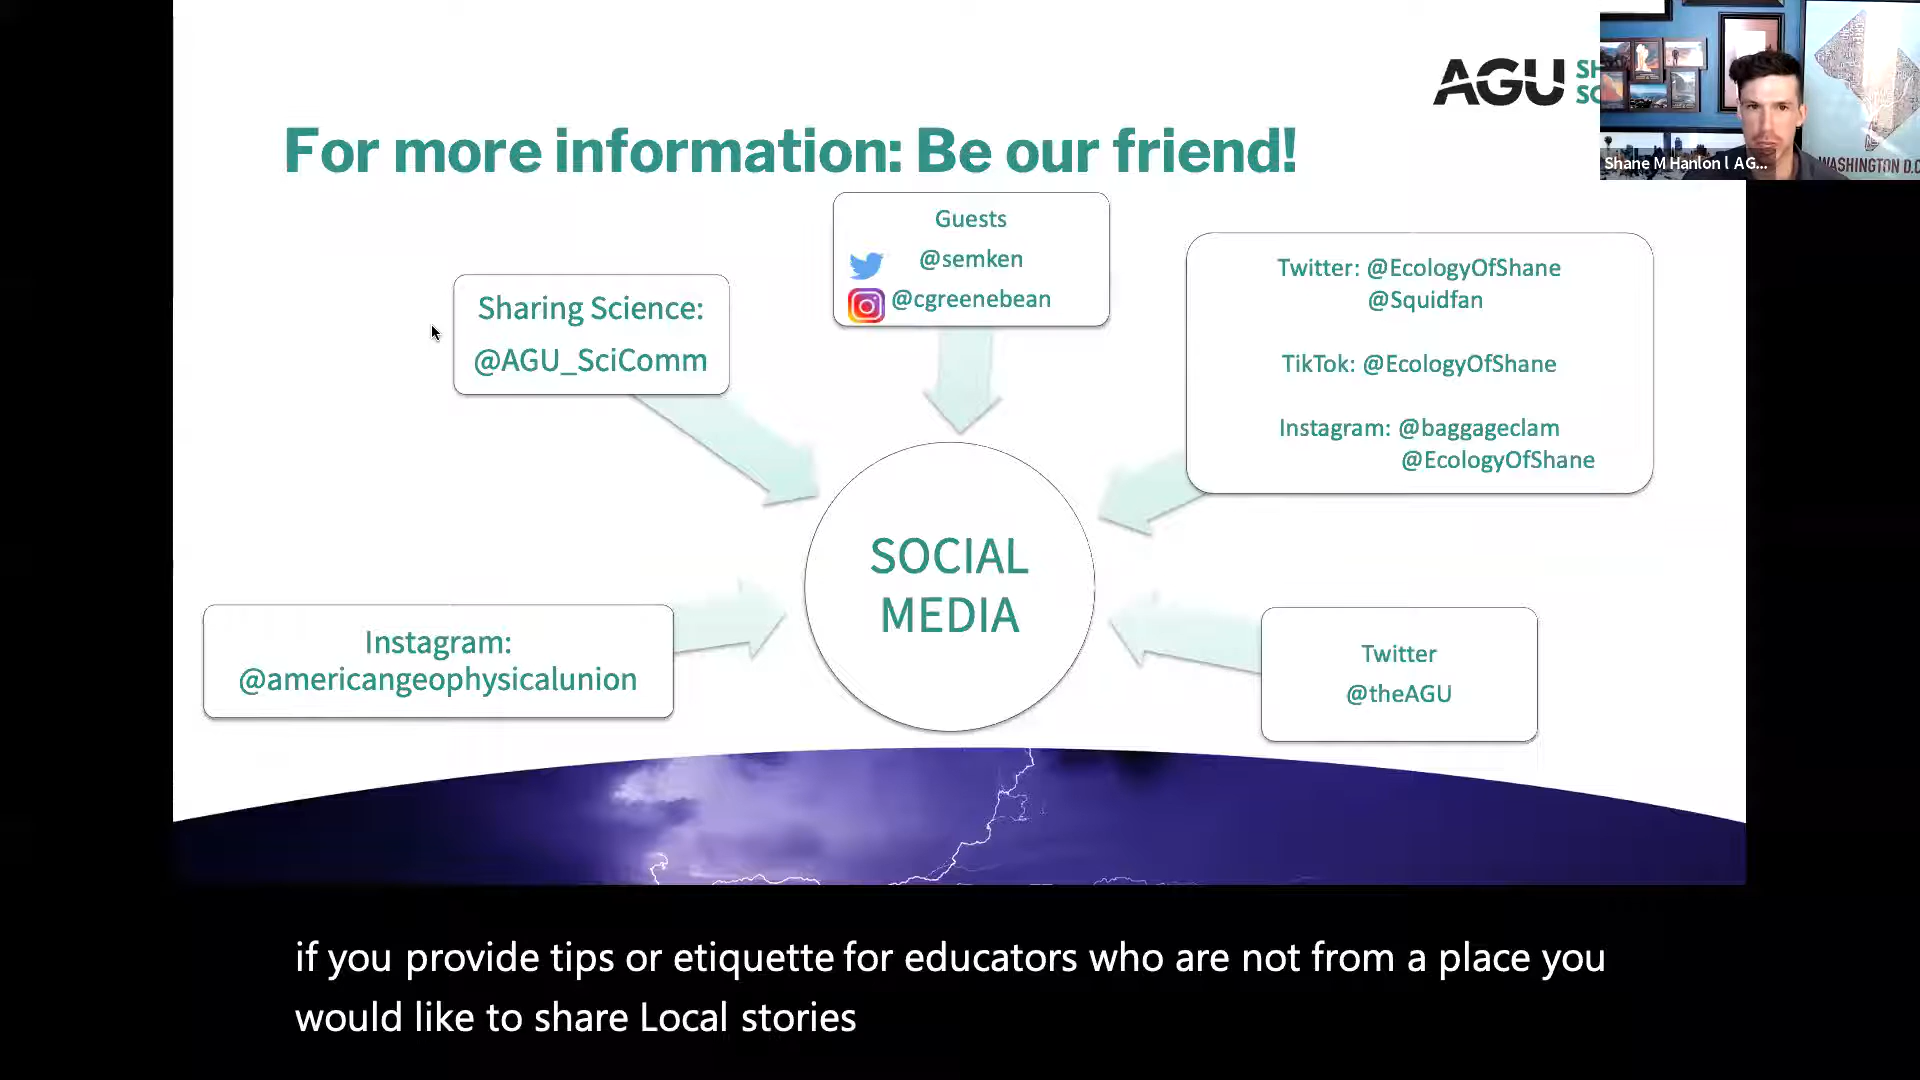 AGU
For more information: Be our friend!
Shane M Hanlon l AG...
WASHINGTON D.C
Guests
@semken
@cgreenebean
Sharing Science:
@AGU_SciComm
Twitter: @EcologyOfShane
@Squidfan
TikTok: @EcologyOfShane
Instagram: @baggageclam
@EcologyOfShane
SOCIAL
MEDIA
Instagram:
@americangeophysicalunion
Twitter
@theAGU
if you provide tips or etiquette for educators who are not from a place you
would like to share Local stories